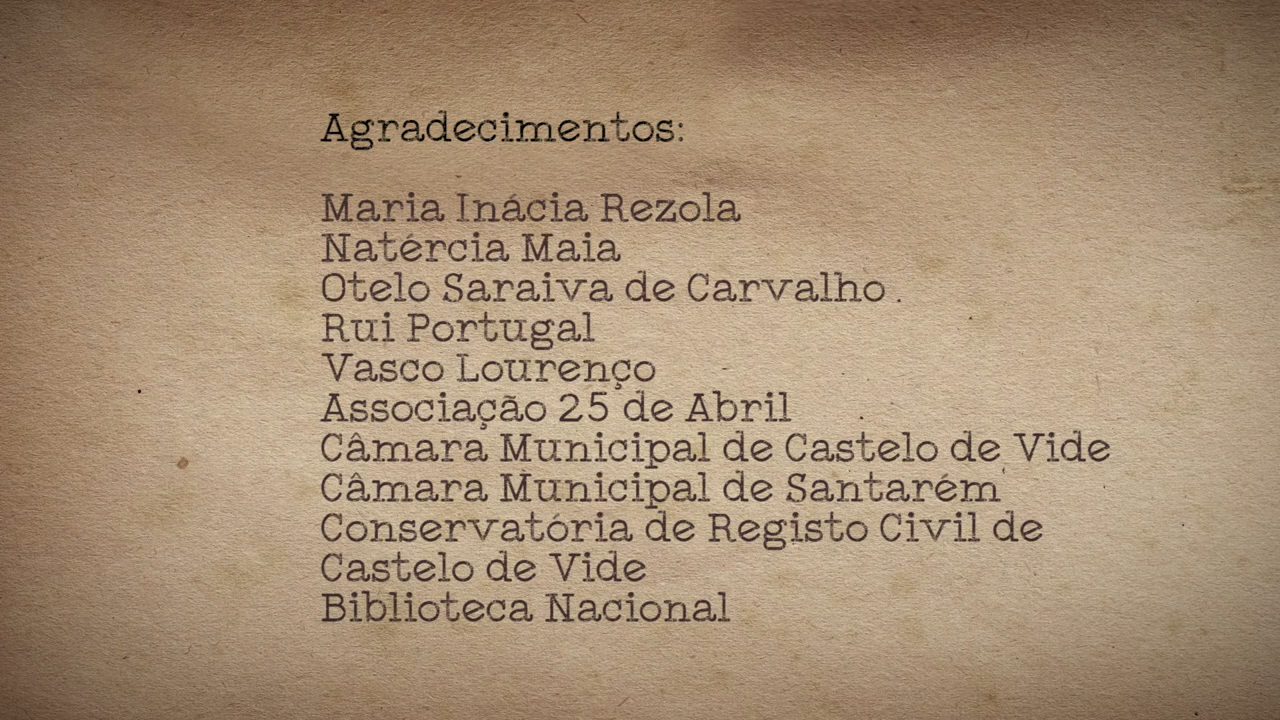 Agradecimentos:
Maria Inácia Rezola
Natércia Maia
Otelo Saraiva de Carvalho
Rui Portugal
Vasco Lourenço
Associação 25 de Abril
Câmara Municipal de Castelo de Vide
Câmara Municipal de Santarém
Conservatória de Registo Civil de
Castelo de Vide
Biblioteca Nacional